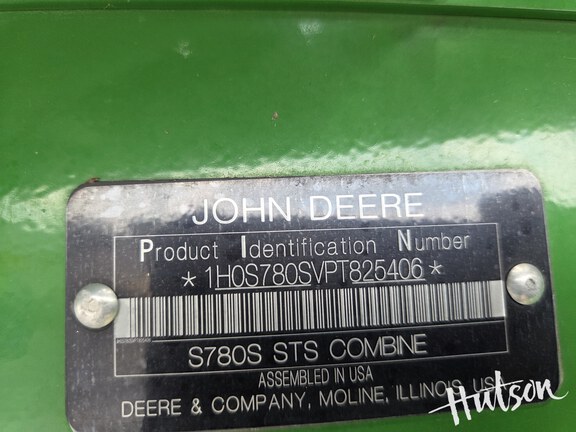 JOHN DEERE
Product Identification Number
*1H0S780SVPT825406*
S780S STS COMBINE
ASSEMBLED IN USA
DEERE & COMPANY, MOLINE, ILLINOIS, US
Hutson